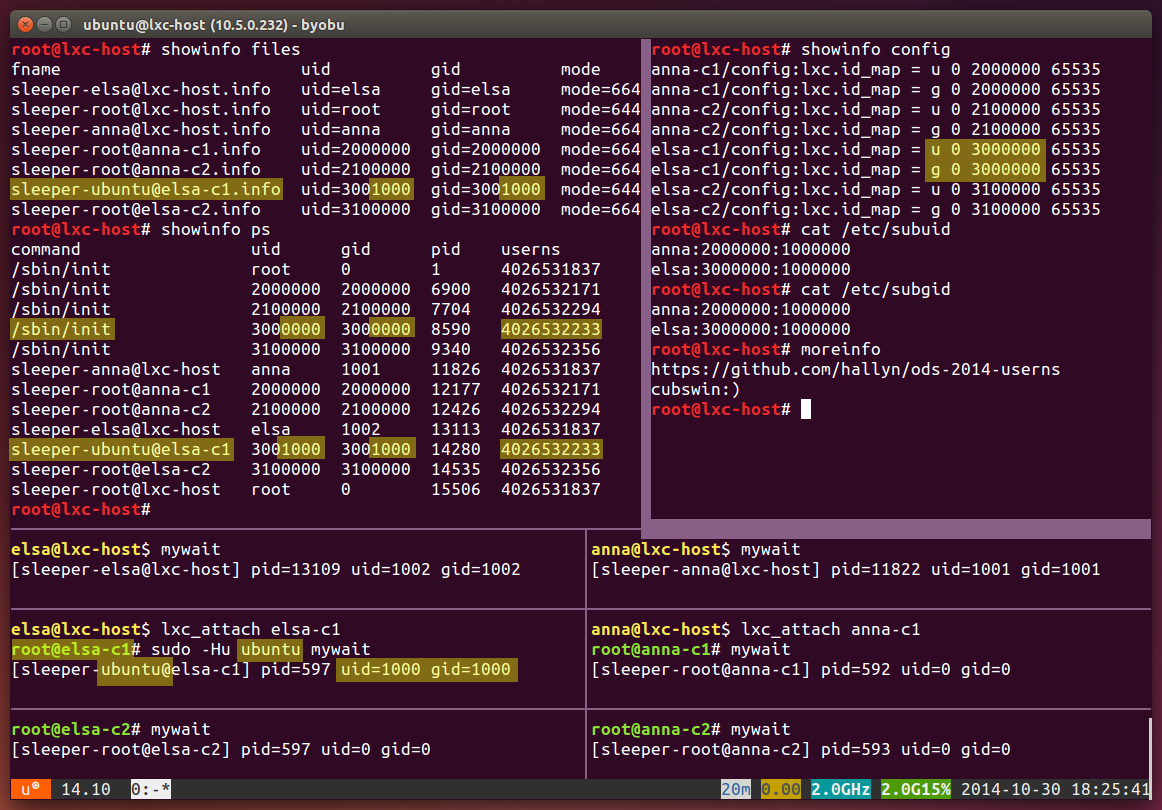 ubuntu@lxc-host (10.5.0.232) - byobu
root@lxc-host# showinfo files
fname uid gid mode
sleeper-elsa@lxc-host.info uid=elsa gid=elsa mode=664
sleeper-root@lxc-host.info uid=root gid=root mode=644
sleeper-anna@lxc-host.info uid=anna gid=anna mode=664
sleeper-root@anna-c1.info uid=2000000 gid=2000000 mode=664
sleeper-root@anna-c2.info uid=2100000 gid=2100000 mode=664
sleeper-ubuntu@elsa-c1.info uid=3001000 gid=3001000 mode=644
sleeper-root@elsa-c2.info uid=3100000 gid=3100000 mode=664
root@lxc-host# showinfo ps
command uid gid pid userns
/sbin/init root 0 1 4026531837
/sbin/init 2000000 2000000 6900 4026532171
/sbin/init 2100000 2100000 7704 4026532294
/sbin/init 3000000 3000000 8590 4026532233
/sbin/init 3100000 3100000 9340 4026532356
sleeper-anna@lxc-host anna 1001 11826 4026531837
sleeper-root@anna-c1 2000000 2000000 12177 4026532171
sleeper-root@anna-c2 2100000 2100000 12426 4026532294
sleeper-elsa@lxc-host elsa 1002 13113 4026531837
sleeper-ubuntu@elsa-c1 3001000 3001000 14280 4026532233
sleeper-root@elsa-c2 3100000 3100000 14535 4026532356
sleeper-root@lxc-host root 0 15506 4026531837
root@lxc-host#
root@lxc-host# showinfo config
anna-c1/config:lxc.id_map = u 0 2000000 65535
anna-c1/config:lxc.id_map = g 0 2000000 65535
anna-c2/config:lxc.id_map = u 0 2100000 65535
anna-c2/config:lxc.id_map = g 0 2100000 65535
elsa-c1/config:lxc.id_map = u 0 3000000 65535
elsa-c1/config:lxc.id_map = g 0 3000000 65535
elsa-c2/config:lxc.id_map = u 0 3100000 65535
elsa-c2/config:lxc.id_map = g 0 3100000 65535
root@lxc-host# cat /etc/subuid
anna:2000000:1000000
elsa:3000000:1000000
root@lxc-host# cat /etc/subgid
anna:2000000:1000000
elsa:3000000:1000000
root@lxc-host# moreinfo
https://github.com/hallyn/ods-2014-userns
cubswin:)
root@lxc-host#
elsa@lxc-host$ mywait
[sleeper-elsa@lxc-host] pid=13109 uid=1002 gid=1002
anna@lxc-host$ mywait
[sleeper-anna@lxc-host] pid=11822 uid=1001 gid=1001
elsa@lxc-host$ lxc_attach elsa-c1
root@elsa-c1# sudo -Hu ubuntu mywait
[sleeper-ubuntu@elsa-c1] pid=597 uid=1000 gid=1000
anna@lxc-host$ lxc_attach anna-c1
root@anna-c1# mywait
[sleeper-root@anna-c1] pid=592 uid=0 gid=0
root@elsa-c2# mywait
[sleeper-root@elsa-c2] pid=597 uid=0 gid=0
root@anna-c2# mywait
[sleeper-root@anna-c2] pid=593 uid=0 gid=0
u 14.10 0:-* 20m 0.00 2.0GHz 2.0G15% 2014-10-30 18:25:41